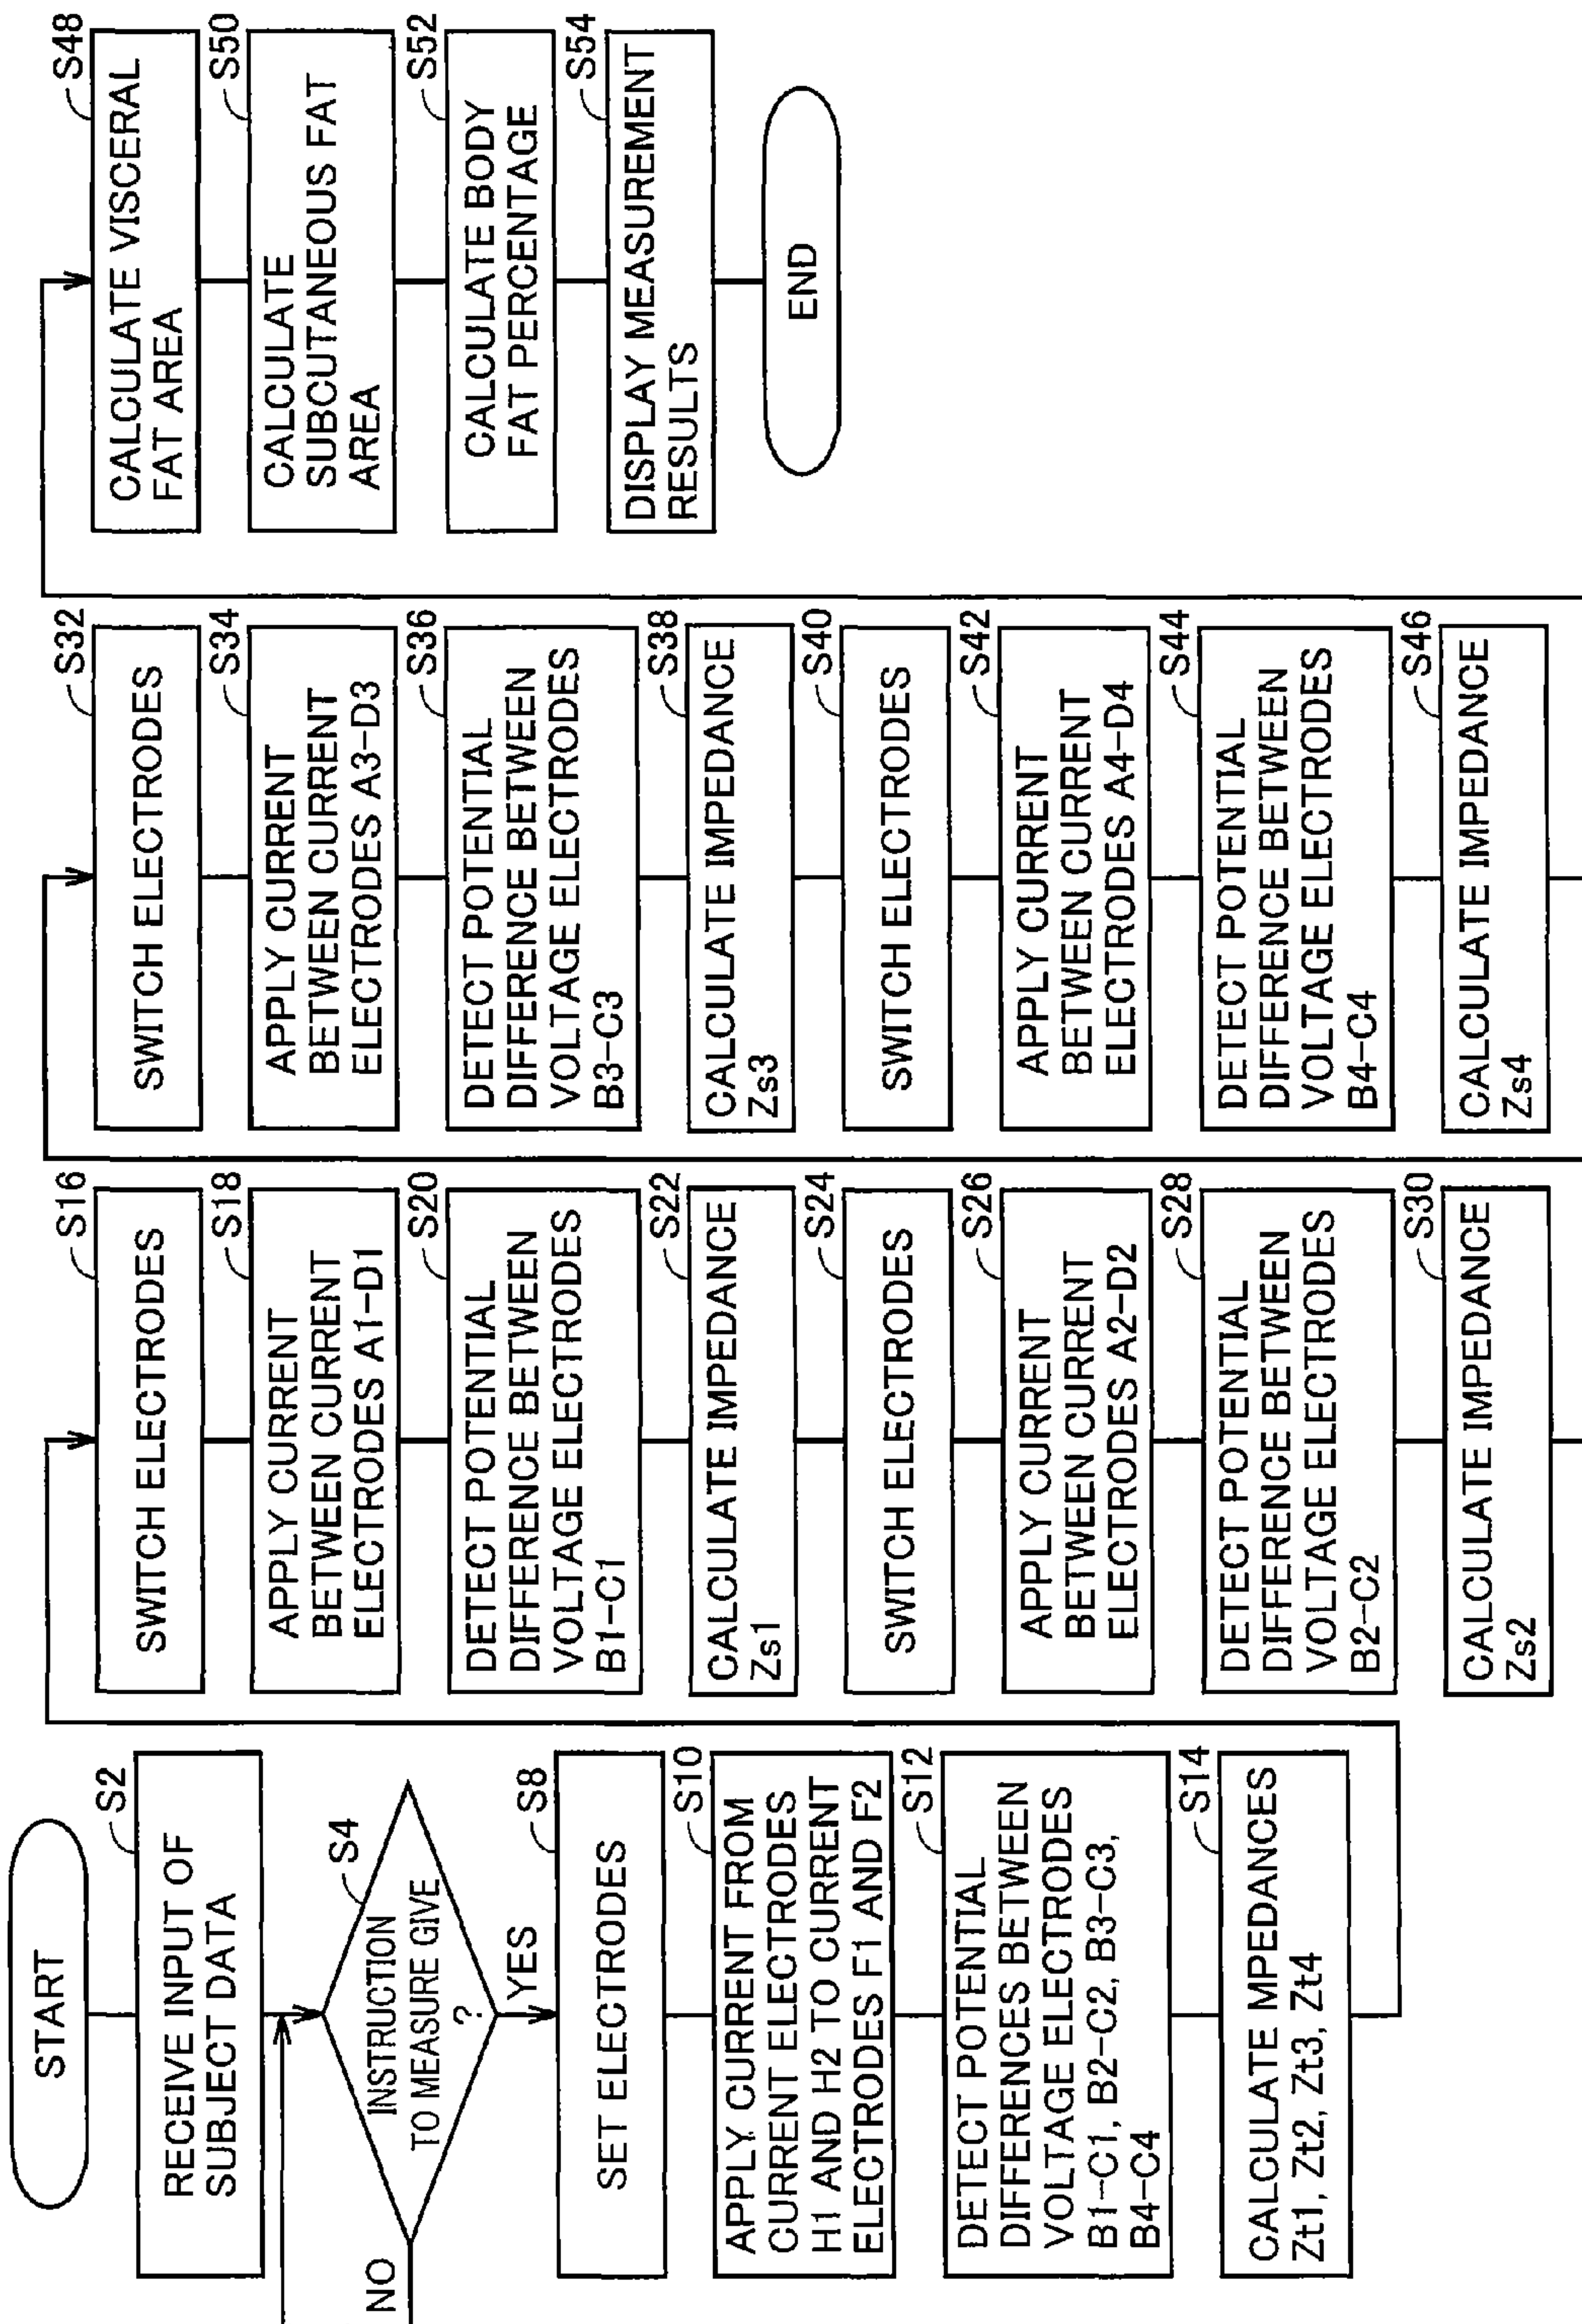 START
S2
RECEIVE INPUT OF
SUBJECT DATA
S4
INSTRUCTION
TO MEASURE GIVE
?
NO
YES
S8
SET ELECTRODES
S10
APPLY CURRENT FROM
CURRENT ELECTRODES
H1 AND H2 TO CURRENT
ELECTRODES F1 AND F2
S12
DETECT POTENTIAL
DIFFERENCES BETWEEN
VOLTAGE ELECTRODES
B1-C1, B2-C2, B3-C3,
B4-C4
S14
CALCULATE MPEDANCES
Zt1, Zt2, Zt3, Zt4
S16
SWITCH ELECTRODES
S18
APPLY CURRENT
BETWEEN CURRENT
ELECTRODES A1-D1
S20
DETECT POTENTIAL
DIFFERENCE BETWEEN
VOLTAGE ELECTRODES
B1-C1
S22
CALCULATE IMPEDANCE
Zs1
S24
SWITCH ELECTRODES
S26
APPLY CURRENT
BETWEEN CURRENT
ELECTRODES A2-D2
S28
DETECT POTENTIAL
DIFFERENCE BETWEEN
VOLTAGE ELECTRODES
B2-C2
S30
CALCULATE IMPEDANCE
Zs2
S32
SWITCH ELECTRODES
S34
APPLY CURRENT
BETWEEN CURRENT
ELECTRODES A3-D3
S36
DETECT POTENTIAL
DIFFERENCE BETWEEN
VOLTAGE ELECTRODES
B3-C3
S38
CALCULATE IMPEDANCE
Zs3
S40
SWITCH ELECTRODES
S42
APPLY CURRENT
BETWEEN CURRENT
ELECTRODES A4-D4
S44
DETECT POTENTIAL
DIFFERENCE BETWEEN
VOLTAGE ELECTRODES
B4-C4
S46
CALCULATE IMPEDANCE
Zs4
S48
CALCULATE VISCERAL
FAT AREA
S50
CALCULATE
SUBCUTANEOUS FAT
AREA
S52
CALCULATE BODY
FAT PERCENTAGE
S54
DISPLAY MEASUREMENT
RESULTS
END